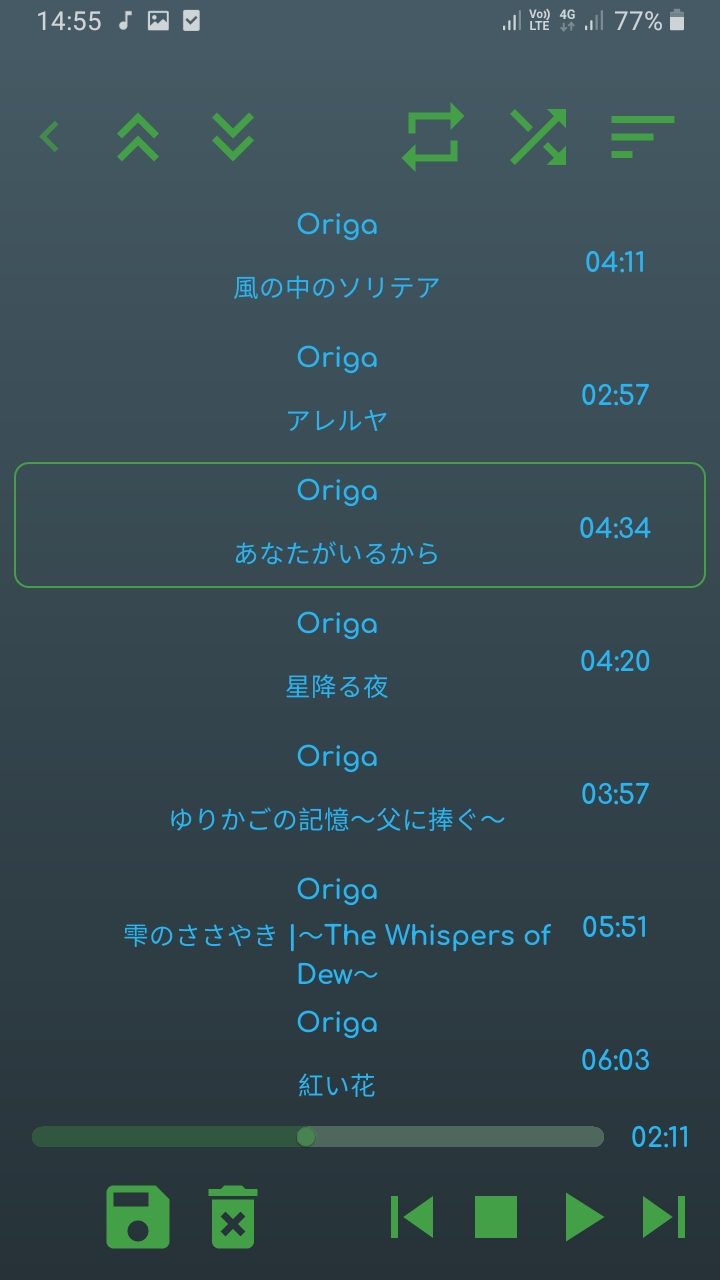 14:55 Vo)) LTE 4G 77%
Origa
04:11
風の中のソリテア
Origa
02:57
アレルヤ
Origa
04:34
あなたがいるから
Origa
04:20
星降る夜
Origa
03:57
ゆりかごの記憶〜父に捧ぐ〜
Origa
05:51
雫のささやき |〜The Whispers of
Dew〜
Origa
06:03
紅い花
02:11